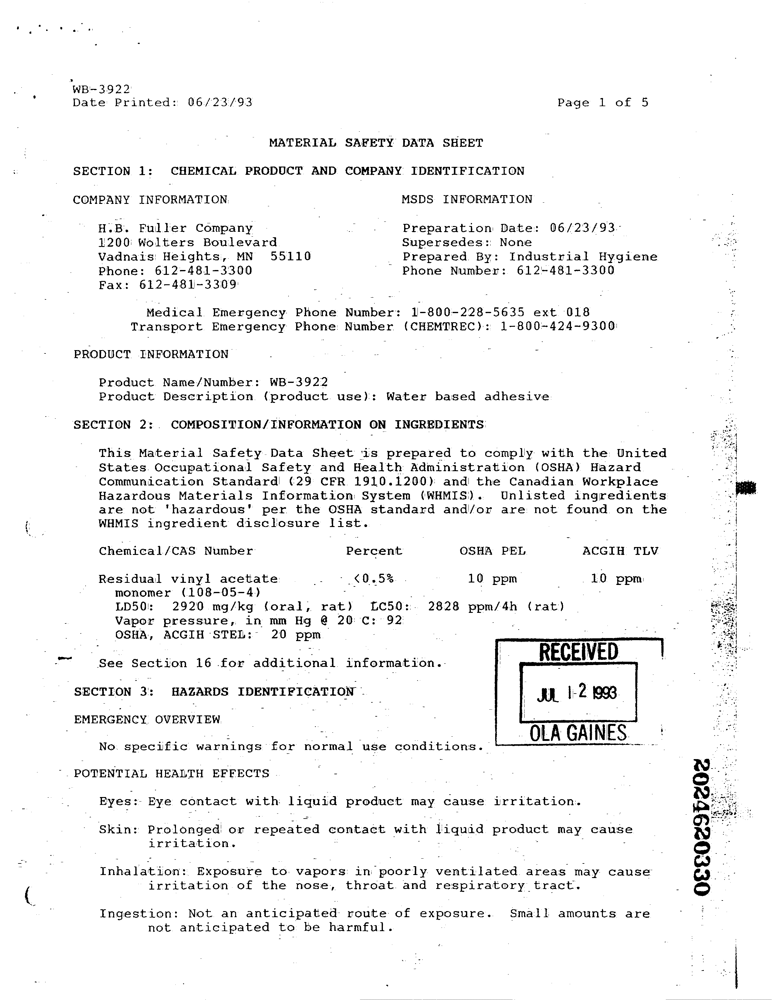 WB-3922
Date Printed: 06/23/93
Page 1 of 5
MATERIAL SAFETY DATA SHEET
SECTION 1: CHEMICAL PRODUCT AND COMPANY IDENTIFICATION
COMPANY INFORMATION
MSDS INFORMATION
H.B. Fuller Company
1200 Wolters Boulevard
Vadnais Heights, MN 55110
Phone: 612-481-3300
Fax: 612-481-3309
Preparation Date: 06/23/93
Supersedes: None
Prepared By: Industrial Hygiene
Phone Number: 612-481-3300
Medical Emergency Phone Number: 1-800-228-5635 ext 018
Transport Emergency Phone Number (CHEMTREC): 1-800-424-9300
PRODUCT INFORMATION
Product Name/Number: WB-3922
Product Description (product use): Water based adhesive
SECTION 2: COMPOSITION/INFORMATION ON INGREDIENTS
This Material Safety Data Sheet is prepared to comply with the United
States Occupational Safety and Health Administration (OSHA) Hazard
Communication Standard (29 CFR 1910.1200) and the Canadian Workplace
Hazardous Materials Information System (WHMIS). Unlisted ingredients
are not 'hazardous' per the OSHA standard and/or are not found on the
WHMIS ingredient disclosure list.
Chemical/CAS Number Percent OSHA PEL ACGIH TLV
Residual vinyl acetate <0.5% 10 ppm 10 ppm
monomer (108-05-4)
LD50: 2920 mg/kg (oral, rat) LC50: 2828 ppm/4h (rat)
Vapor pressure, in mm Hg @ 20 C: 92
OSHA, ACGIH STEL: 20 ppm
See Section 16 for additional information.
RECEIVED
JUL 12 1993
OLA GAINES
SECTION 3: HAZARDS IDENTIFICATION
EMERGENCY OVERVIEW
No specific warnings for normal use conditions.
POTENTIAL HEALTH EFFECTS
Eyes: Eye contact with liquid product may cause irritation.
Skin: Prolonged or repeated contact with liquid product may cause
irritation.
Inhalation: Exposure to vapors in poorly ventilated areas may cause
irritation of the nose, throat and respiratory tract.
Ingestion: Not an anticipated route of exposure. Small amounts are
not anticipated to be harmful.
2024620330